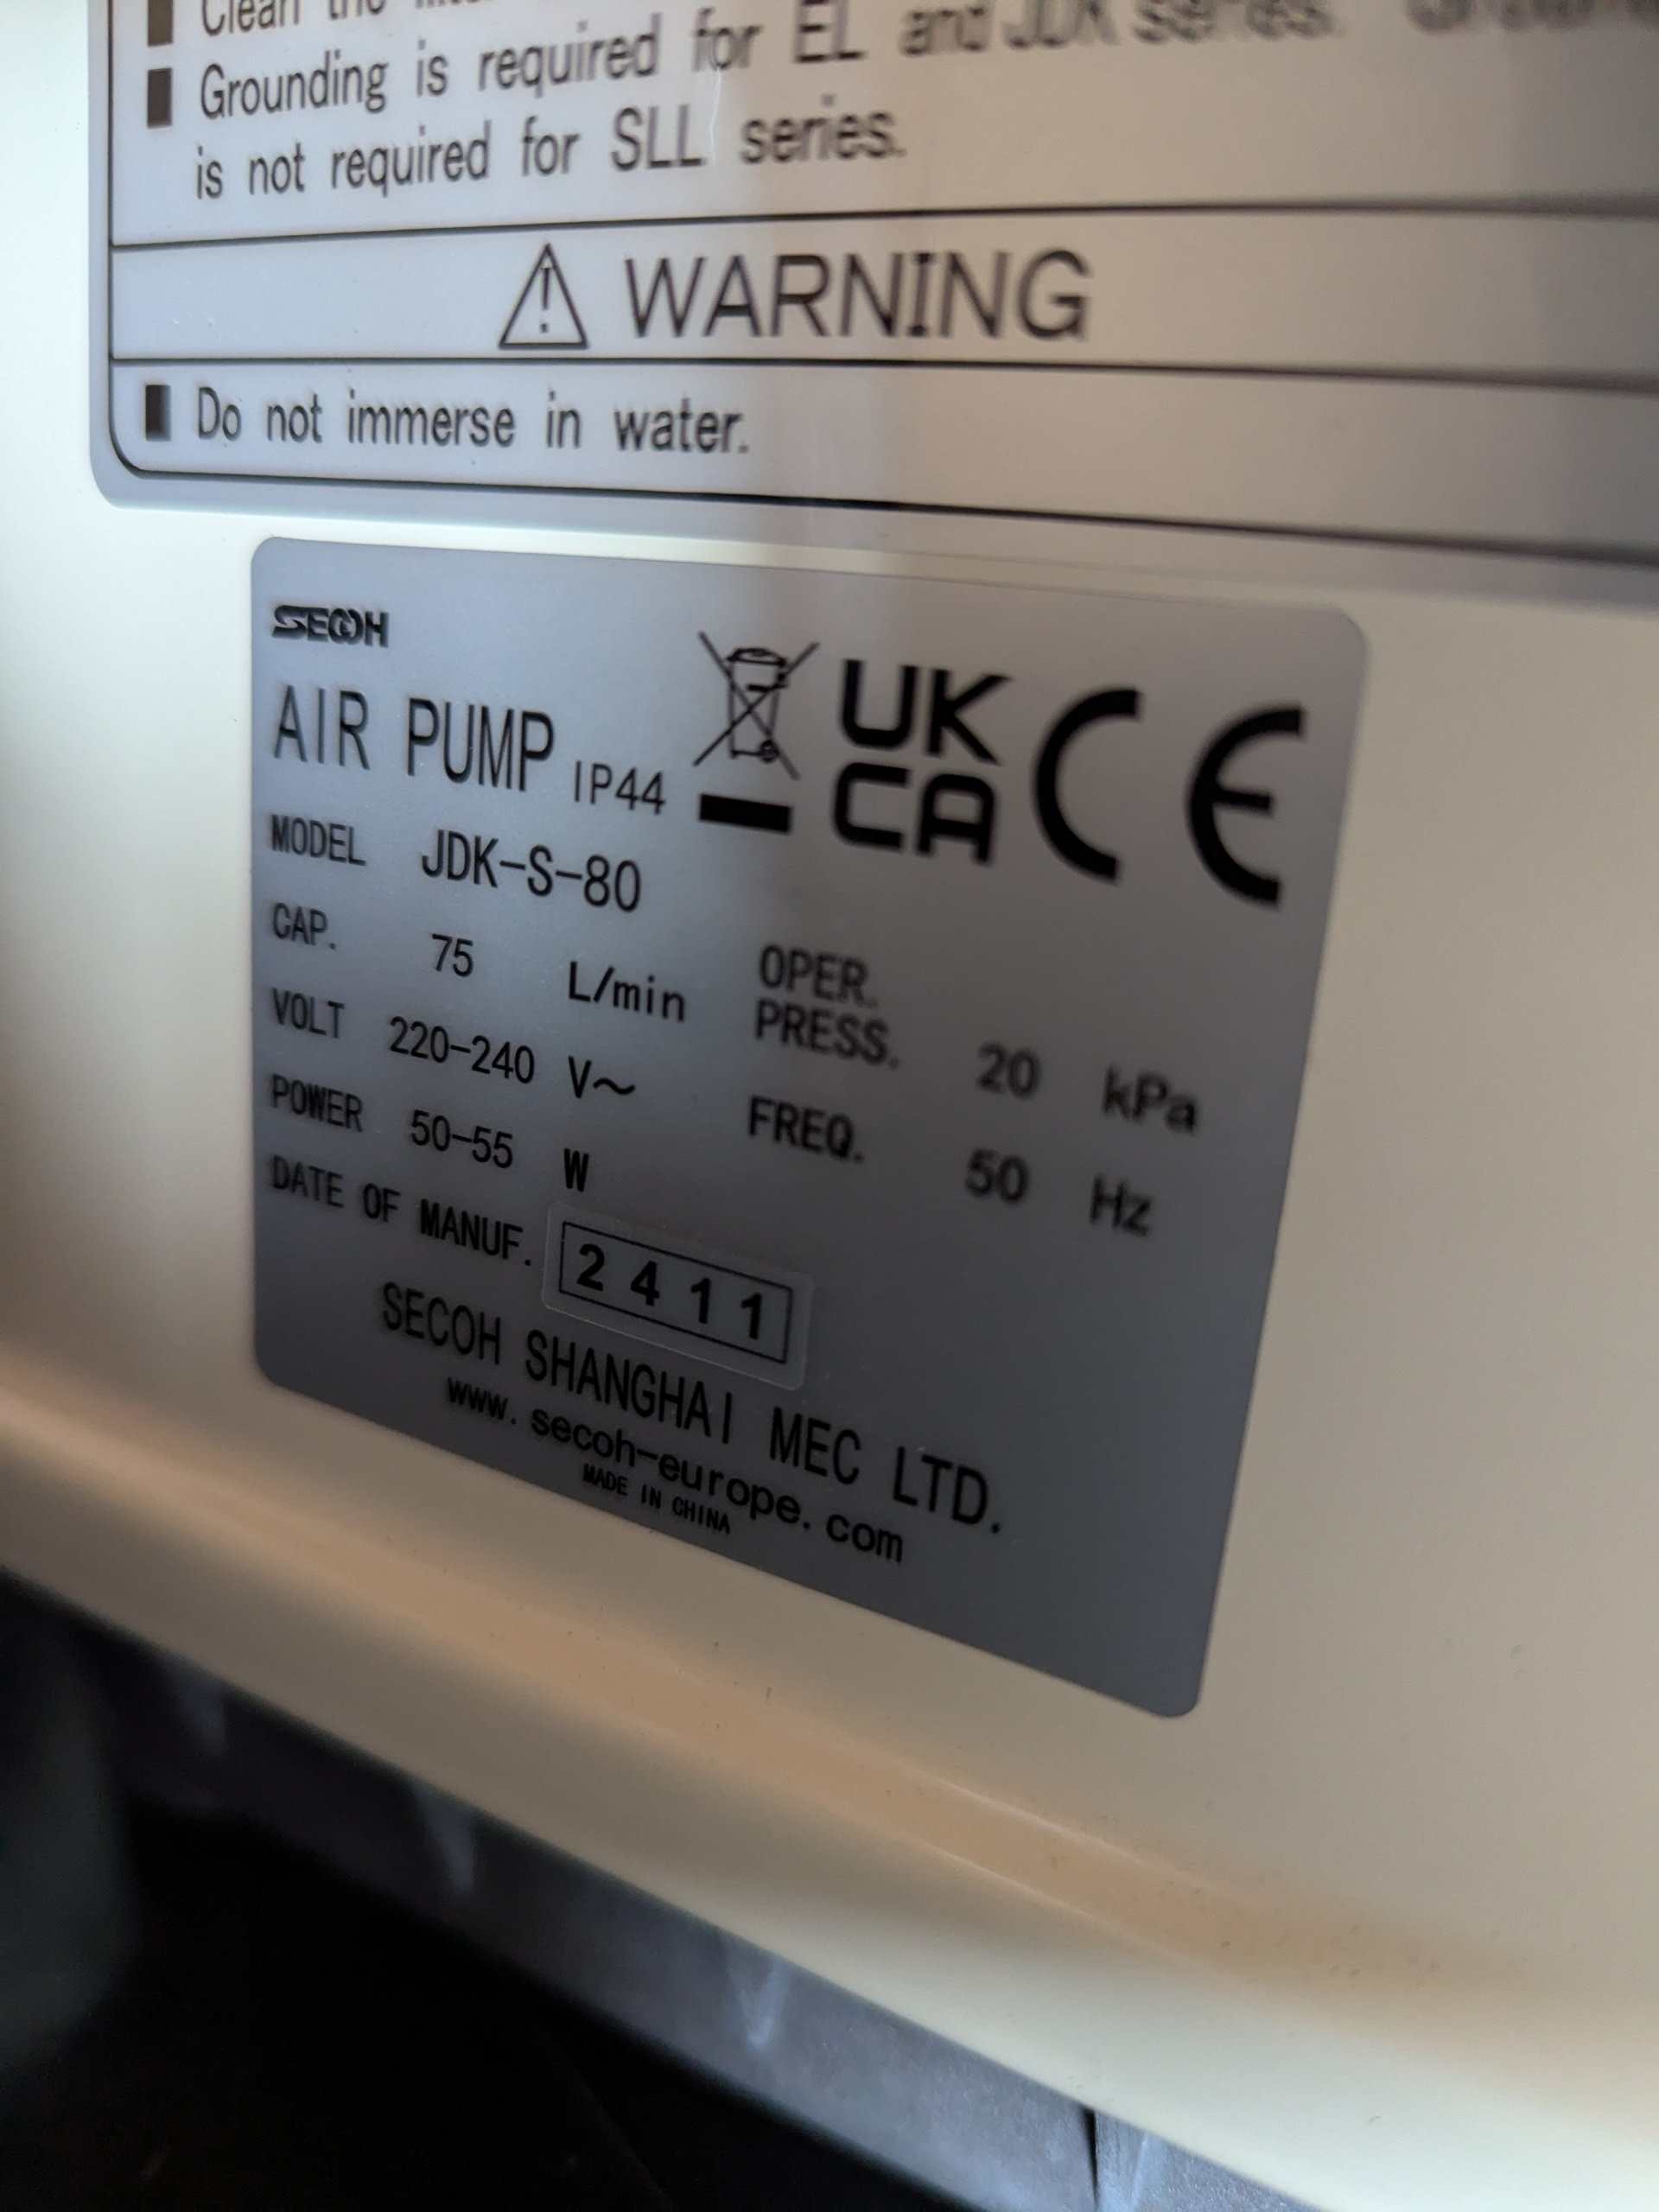 Clean the
Grounding is required for EL and JDK series.
is not required for SLL series.
WARNING
Do not immerse in water.
SECOH
AIR PUMP IP44
UK
CA
CE
MODEL JDK-S-80
CAP. 75 L/min OPER. PRESS. 20 kPa
VOLT 220-240 V~ FREQ. 50 Hz
POWER 50-55 W
DATE OF MANUF. 2411
SECOH SHANGHAI MEC LTD.
www.secoh-europe.com
MADE IN CHINA